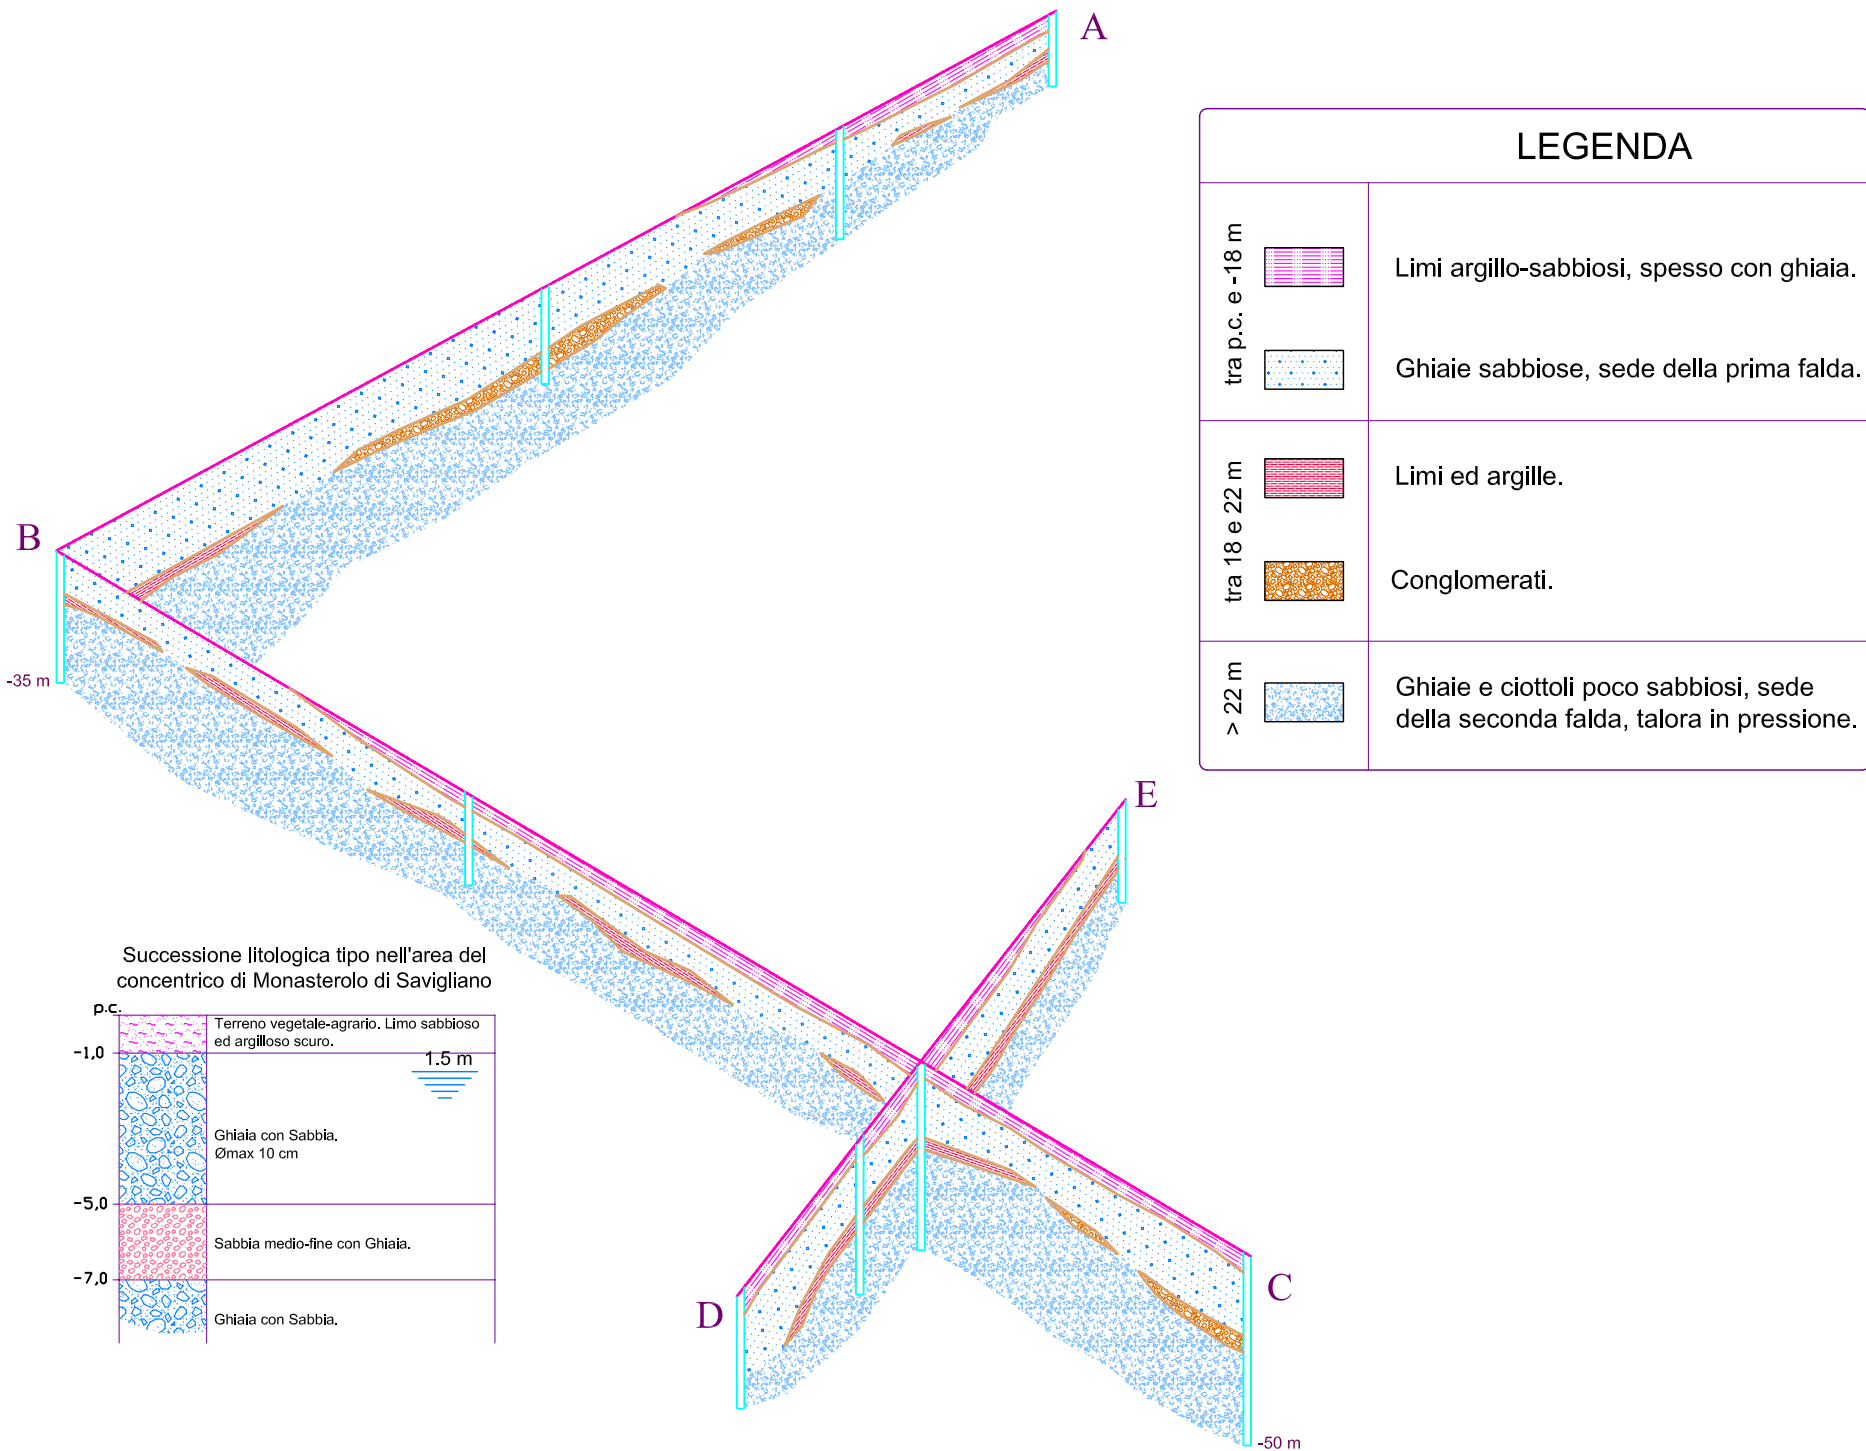 A
LEGENDA
tra p.c. e -18 m
Limi argillo-sabbiosi, spesso con ghiaia.
Ghiaie sabbiose, sede della prima falda.
tra 18 e 22 m
Limi ed argille.
Conglomerati.
> 22 m
Ghiaie e ciottoli poco sabbiosi, sede
della seconda falda, talora in pressione.
B
-35 m
E
Successione litologica tipo nell'area del
concentrico di Monasterolo di Savigliano
p.c.
Terreno vegetale-agrario. Limo sabbioso
ed argilloso scuro.
-1,0
1.5 m
Ghiaia con Sabbia.
Ømax 10 cm
-5,0
Sabbia medio-fine con Ghiaia.
-7,0
Ghiaia con Sabbia.
D
C
-50 m